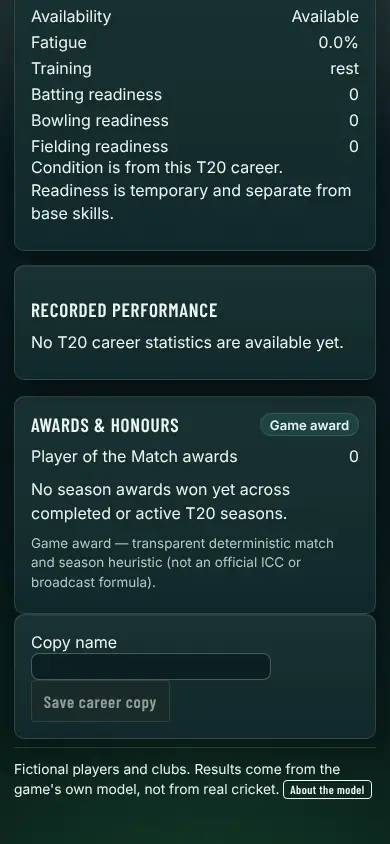 Availability Available
Fatigue 0.0%
Training rest
Batting readiness 0
Bowling readiness 0
Fielding readiness 0
Condition is from this T20 career.
Readiness is temporary and separate from
base skills.
RECORDED PERFORMANCE
No T20 career statistics are available yet.
AWARDS & HONOURS Game award
Player of the Match awards 0
No season awards won yet across
completed or active T20 seasons.
Game award — transparent deterministic match
and season heuristic (not an official ICC or
broadcast formula).
Copy name
Save career copy
Fictional players and clubs. Results come from the
game's own model, not from real cricket. About the model